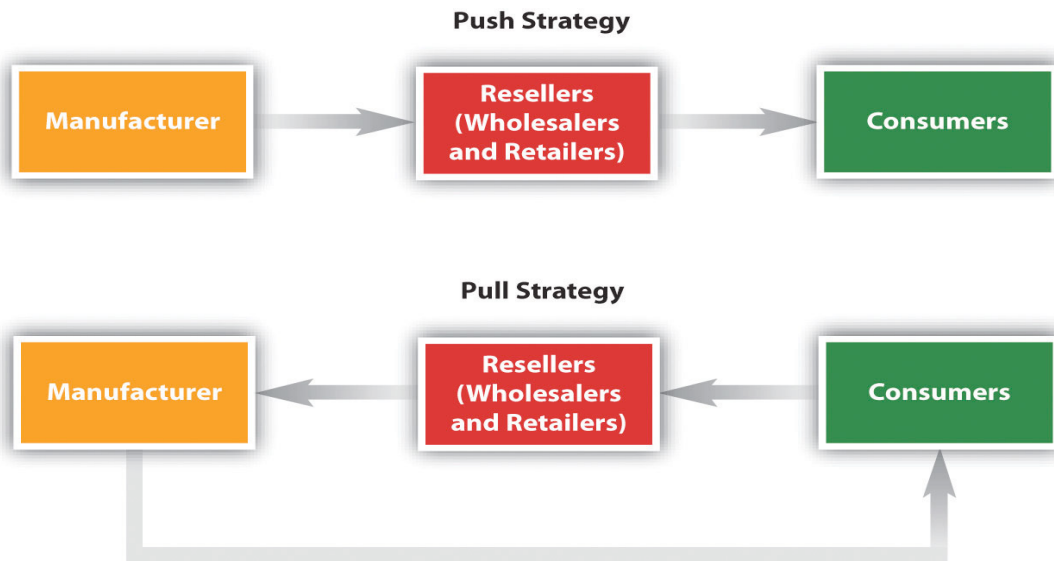 Push Strategy
Manufacturer
Resellers
(Wholesalers
and Retailers)
Consumers
Pull Strategy
Manufacturer
Resellers
(Wholesalers
and Retailers)
Consumers